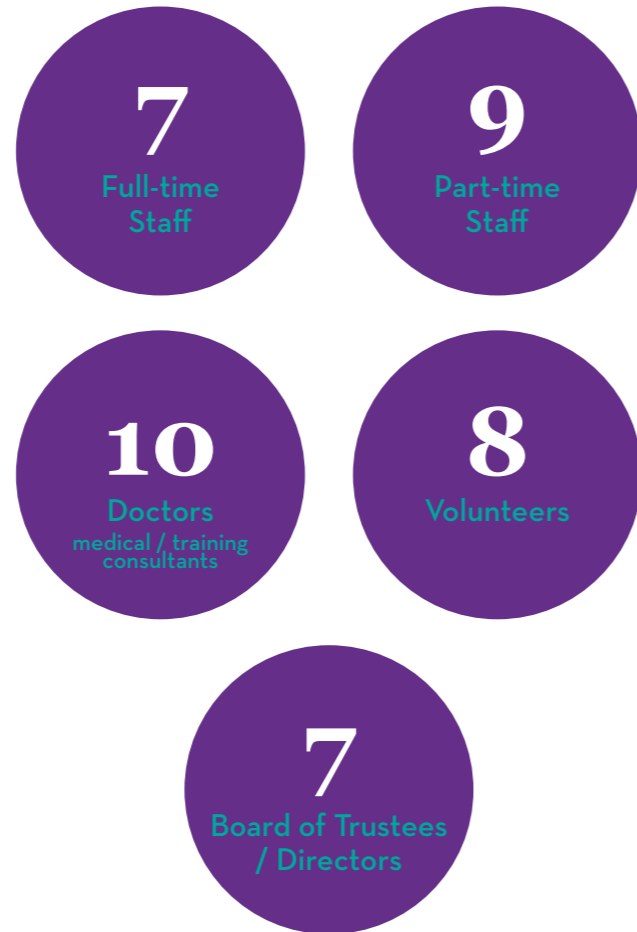 7
Full-time
Staff
9
Part-time
Staff
10
Doctors
medical / training
consultants
8
Volunteers
7
Board of Trustees
/ Directors